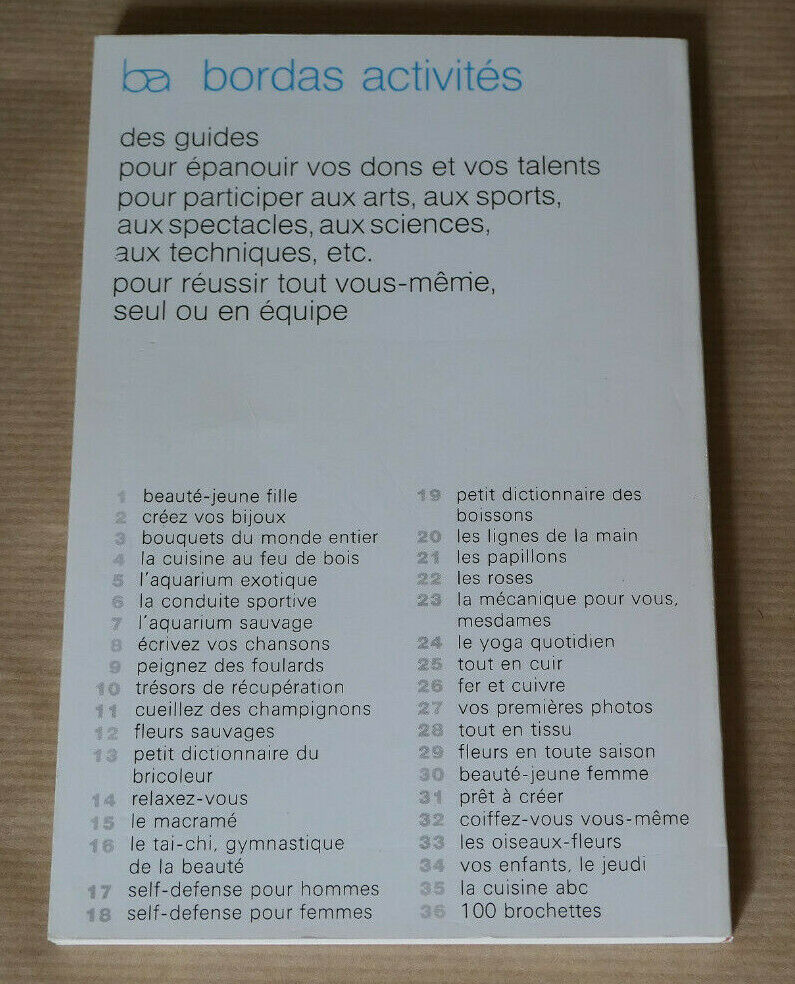 ba bordas activités
des guides
pour épanouir vos dons et vos talents
pour participer aux arts, aux sports,
aux spectacles, aux sciences,
aux techniques, etc.
pour réussir tout vous-même,
seul ou en équipe
1 beauté-jeune fille
2 créez vos bijoux
3 bouquets du monde entier
4 la cuisine au feu de bois
5 l'aquarium exotique
6 la conduite sportive
7 l'aquarium sauvage
8 écrivez vos chansons
9 peignez des foulards
10 trésors de récupération
11 cueillez des champignons
12 fleurs sauvages
13 petit dictionnaire du
bricoleur
14 relaxez-vous
15 le macramé
16 le tai-chi, gymnastique
de la beauté
17 self-defense pour hommes
18 self-defense pour femmes
19 petit dictionnaire des
boissons
20 les lignes de la main
21 les papillons
22 les roses
23 la mécanique pour vous,
mesdames
24 le yoga quotidien
25 tout en cuir
26 fer et cuivre
27 vos premières photos
28 tout en tissu
29 fleurs en toute saison
30 beauté-jeune femme
31 prêt à créer
32 coiffez-vous vous-même
33 les oiseaux-fleurs
34 vos enfants, le jeudi
35 la cuisine abc
36 100 brochettes